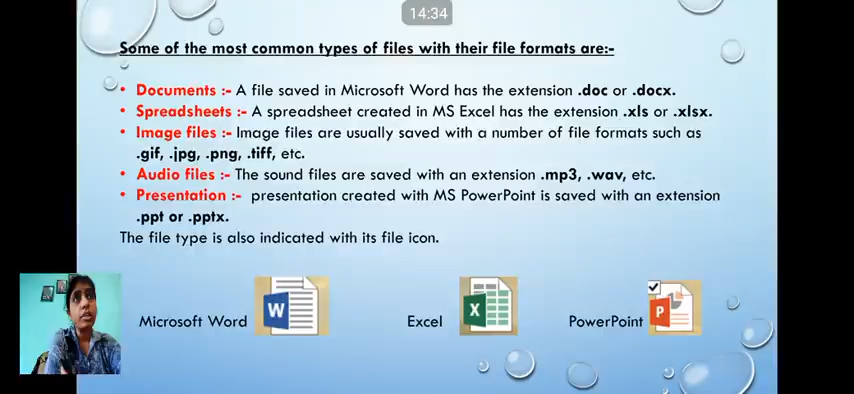 14:34
Some of the most common types of files with their file formats are:-
• Documents :- A file saved in Microsoft Word has the extension .doc or .docx.
• Spreadsheets :- A spreadsheet created in MS Excel has the extension .xls or .xlsx.
• Image files :- Image files are usually saved with a number of file formats such as
.gif, .jpg, .png, .tiff, etc.
• Audio files :- The sound files are saved with an extension .mp3, .wav, etc.
• Presentation :- presentation created with MS PowerPoint is saved with an extension
.ppt or .pptx.
The file type is also indicated with its file icon.
Microsoft Word W Excel X PowerPoint P